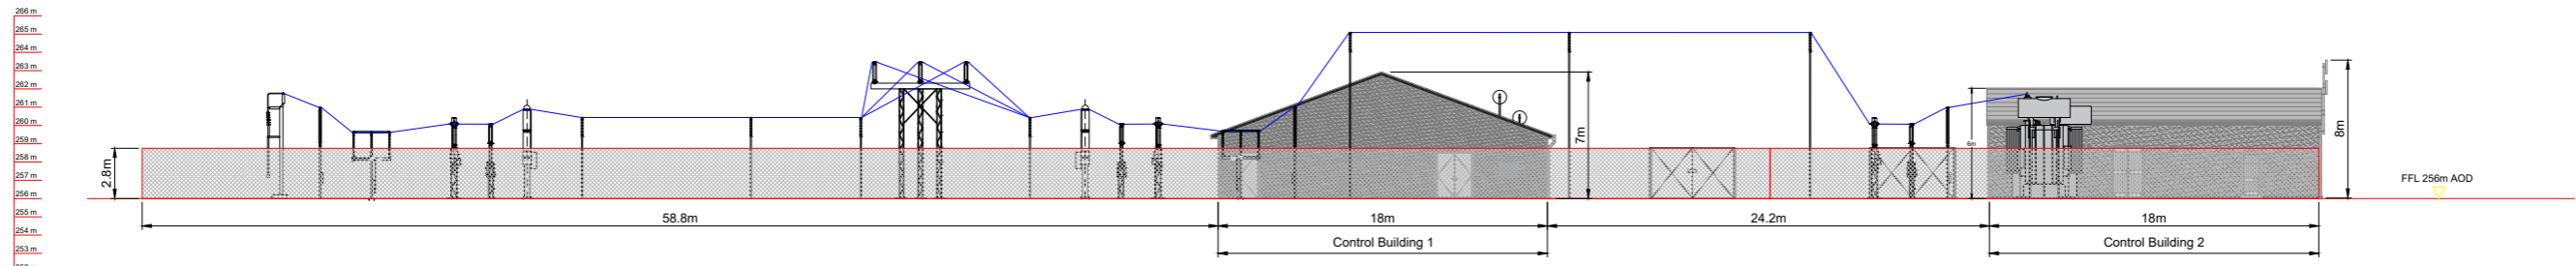 266 m
265 m
264 m
263 m
262 m
261 m
260 m
259 m
258 m
257 m
256 m
255 m
254 m
253 m
2.8m
7m
6m
8m
FFL 256m AOD
58.8m
18m
24.2m
18m
Control Building 1
Control Building 2